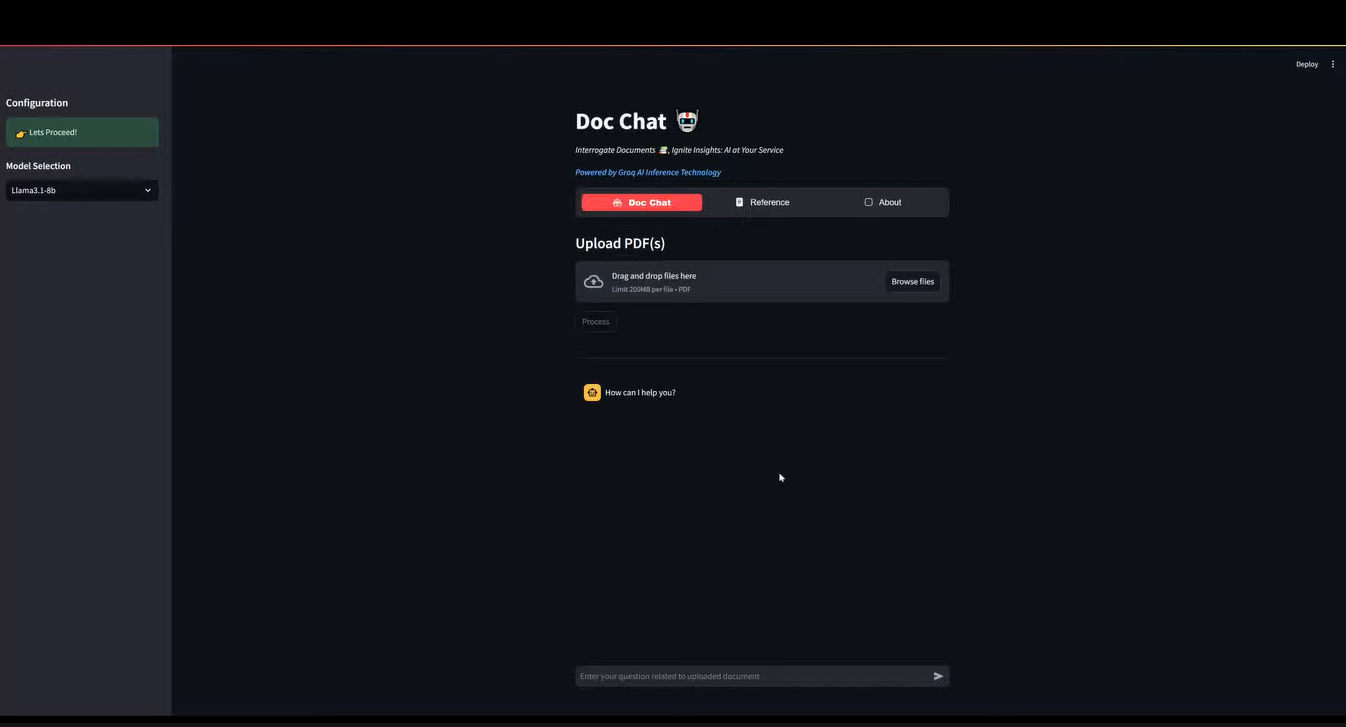 Deploy
Configuration
Lets Proceed!
Model Selection
Llama3.1-8b
Doc Chat
Interrogate Documents , Ignite Insights: AI at Your Service
Powered by Groq AI Inference Technology
Doc Chat
Reference
About
Upload PDF(s)
Drag and drop files here
Limit 200MB per file • PDF
Browse files
Process
How can I help you?
Enter your question related to uploaded document